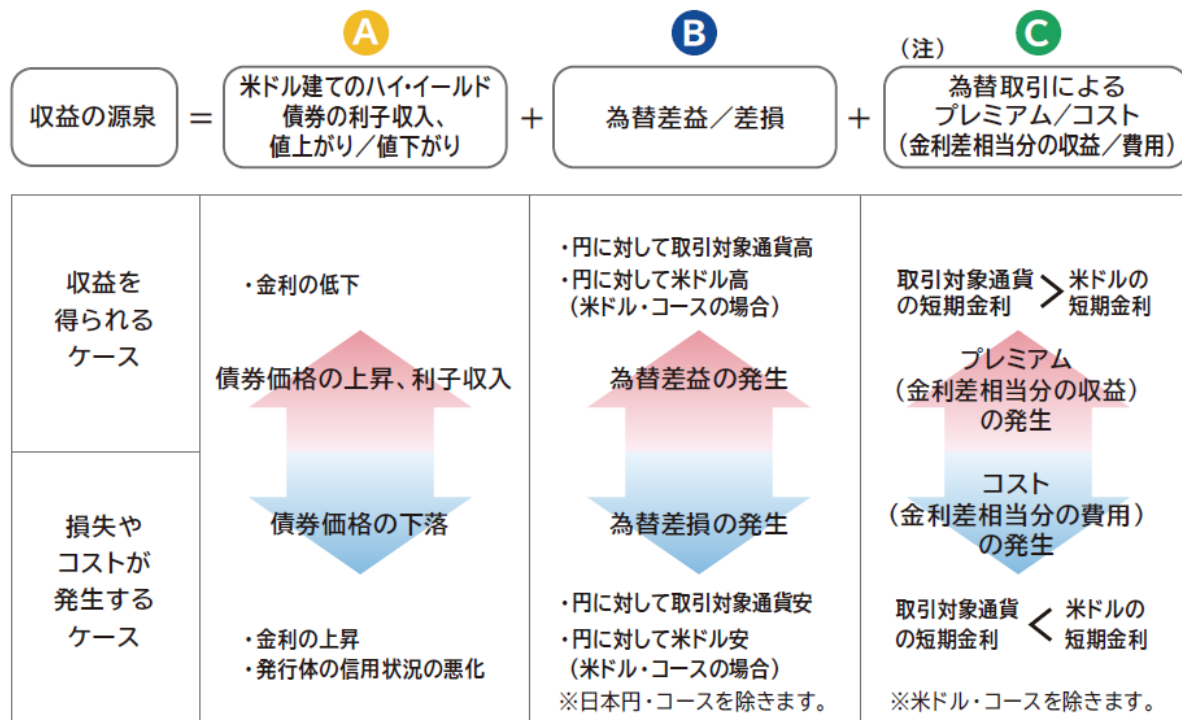 A
B
C
(注)
収益の源泉
=
米ドル建てのハイ・イールド
債券の利子収入、
値上がり/値下がり
+
為替差益/差損
+
為替取引による
プレミアム/コスト
(金利差相当分の収益/費用)
収益を
得られる
ケース
・金利の低下
債券価格の上昇、利子収入
・円に対して取引対象通貨高
・円に対して米ドル高
(米ドル・コースの場合)
為替差益の発生
取引対象通貨 > 米ドルの
の短期金利 短期金利
プレミアム
(金利差相当分の収益)
の発生
損失や
コストが
発生する
ケース
債券価格の下落
・金利の上昇
・発行体の信用状況の悪化
為替差損の発生
・円に対して取引対象通貨安
・円に対して米ドル安
(米ドル・コースの場合)
※日本円・コースを除きます。
コスト
(金利差相当分の費用)
の発生
取引対象通貨 < 米ドルの
の短期金利 短期金利
※米ドル・コースを除きます。